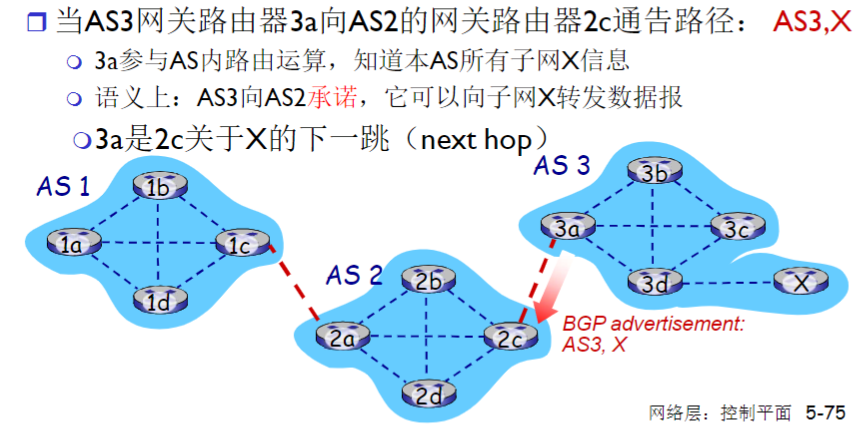 当AS3网关路由器3a向AS2的网关路由器2c通告路径： AS3,X
3a参与AS内路由运算，知道本AS所有子网X信息
语义上：AS3向AS2承诺，它可以向子网X转发数据报
3a是2c关于X的下一跳（next hop）
AS 1
1b
1a
1c
1d
AS 2
2b
2a
2c
2d
AS 3
3b
3a
3c
3d
X
BGP advertisement:
AS3, X
网络层：控制平面 5-75